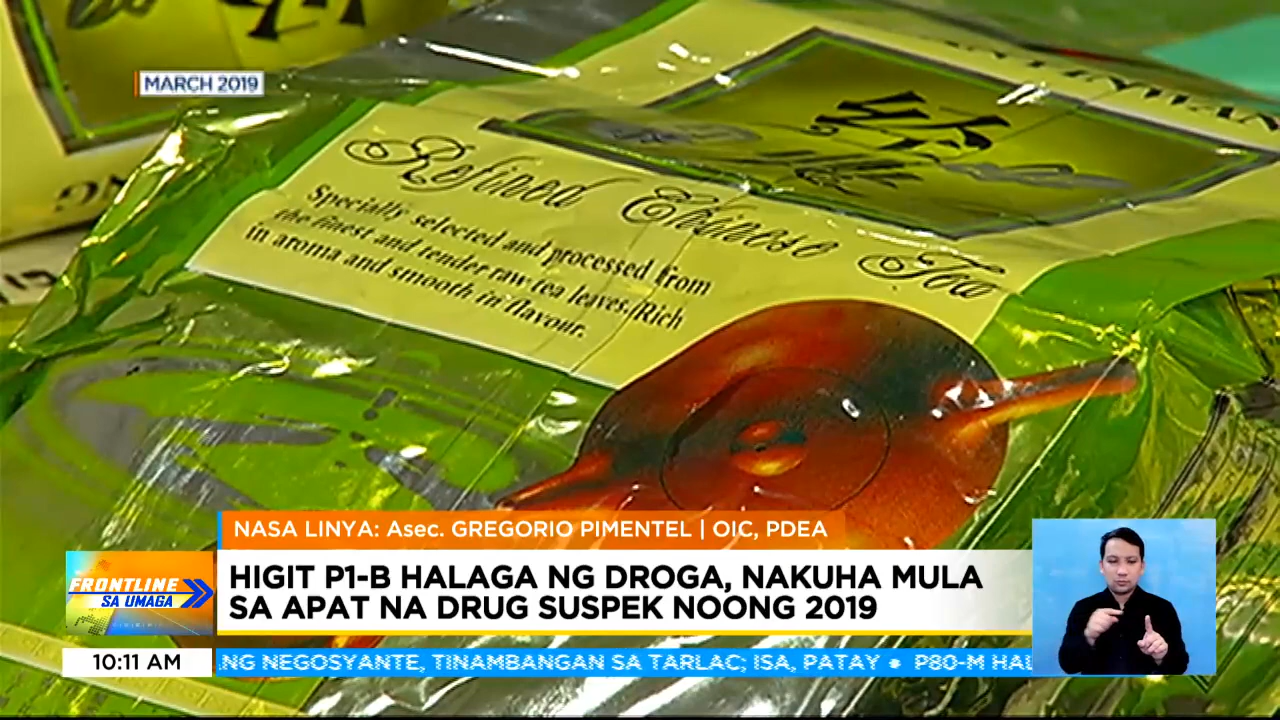 MARCH 2019
Refined Chinese Tea
Specially selected and processed from
the finest and tender raw tea leaves./Rich
in aroma and smooth in flavour.
NASA LINYA: Asec. GREGORIO PIMENTEL | OIC, PDEA
HIGIT P1-B HALAGA NG DROGA, NAKUHA MULA
SA APAT NA DRUG SUSPEK NOONG 2019
FRONTLINE
SA UMAGA
10:11 AM
ANG NEGOSYANTE, TINAMBANGAN SA TARLAC; ISA, PATAY • P80-M